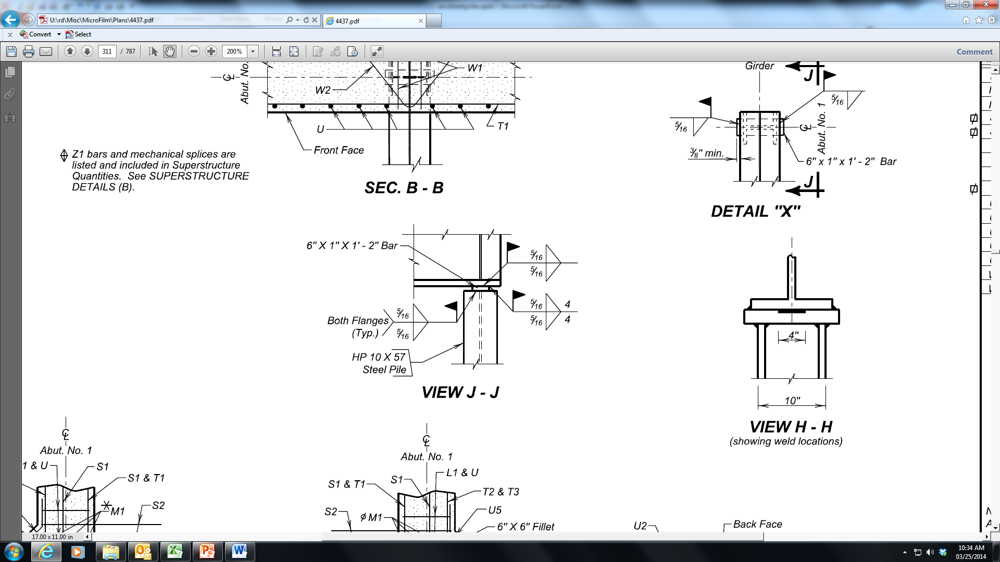 U:\rd\Misc\MicroFilm\Plans\4437.pdf
4437.pdf
Convert
Select
311 / 787
200%
Comment
℄
Abut. No.
W1
W2
U
T1
Front Face
Z1 bars and mechanical splices are
listed and included in Superstructure
Quantities. See SUPERSTRUCTURE
DETAILS (B).
SEC. B - B
Girder
J
5/16
5/16
℄
Abut. No. 1
3/8" min.
6" x 1" x 1' - 2" Bar
J
DETAIL "X"
6" X 1" X 1' - 2" Bar
5/16
5/16
5/16 4
5/16 4
Both Flanges
(Typ.)
5/16
5/16
HP 10 X 57
Steel Pile
VIEW J - J
4"
10"
VIEW H - H
(showing weld locations)
℄
Abut. No. 1
1 & U
S1
S1 & T1
M1
S2
℄
Abut. No. 1
L1 & U
S1
S1 & T1
T2 & T3
S2
ϕ M1
U5
6" X 6" Fillet
U2
Back Face
17.00 x 11.00 in
10:34 AM
03/25/2014